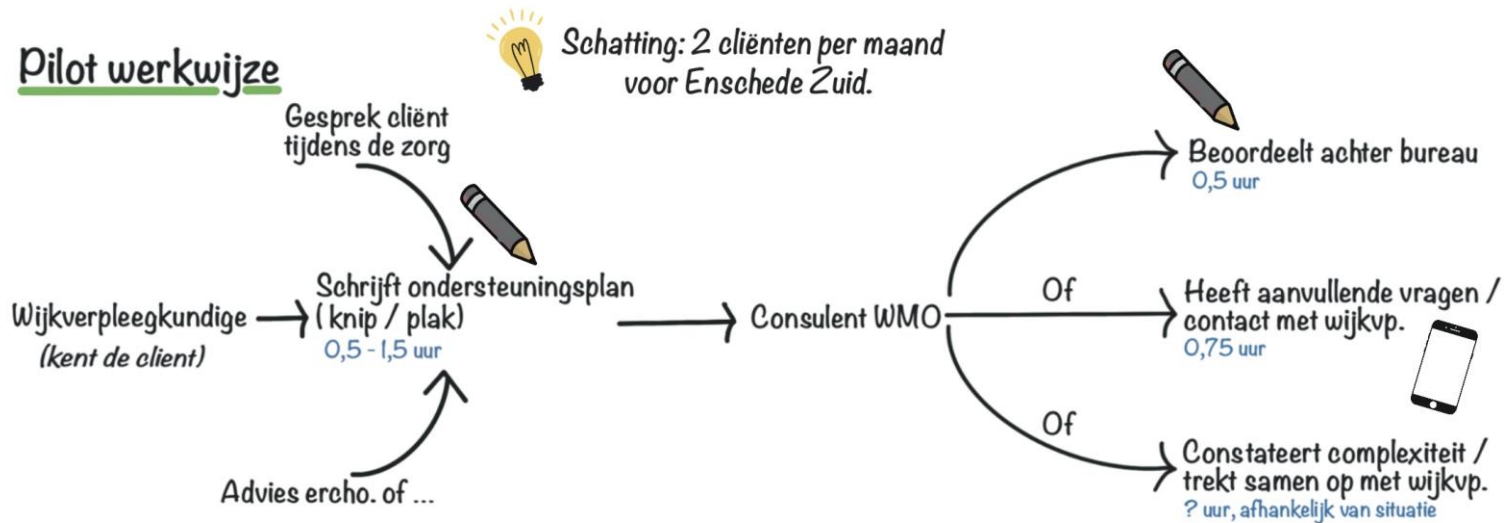 Pilot werkwijze
Schatting: 2 cliënten per maand
voor Enschede Zuid.
Gesprek cliënt
tijdens de zorg
Wijkverpleegkundige
(kent de client)
Schrijft ondersteuningsplan
(knip / plak)
0,5 - 1,5 uur
Advies ercho. of ...
Consulent WMO
Beoordeelt achter bureau
0,5 uur
Of
Heeft aanvullende vragen /
contact met wijkvp.
0,75 uur
Of
Constateert complexiteit /
trekt samen op met wijkvp.
? uur, afhankelijk van situatie